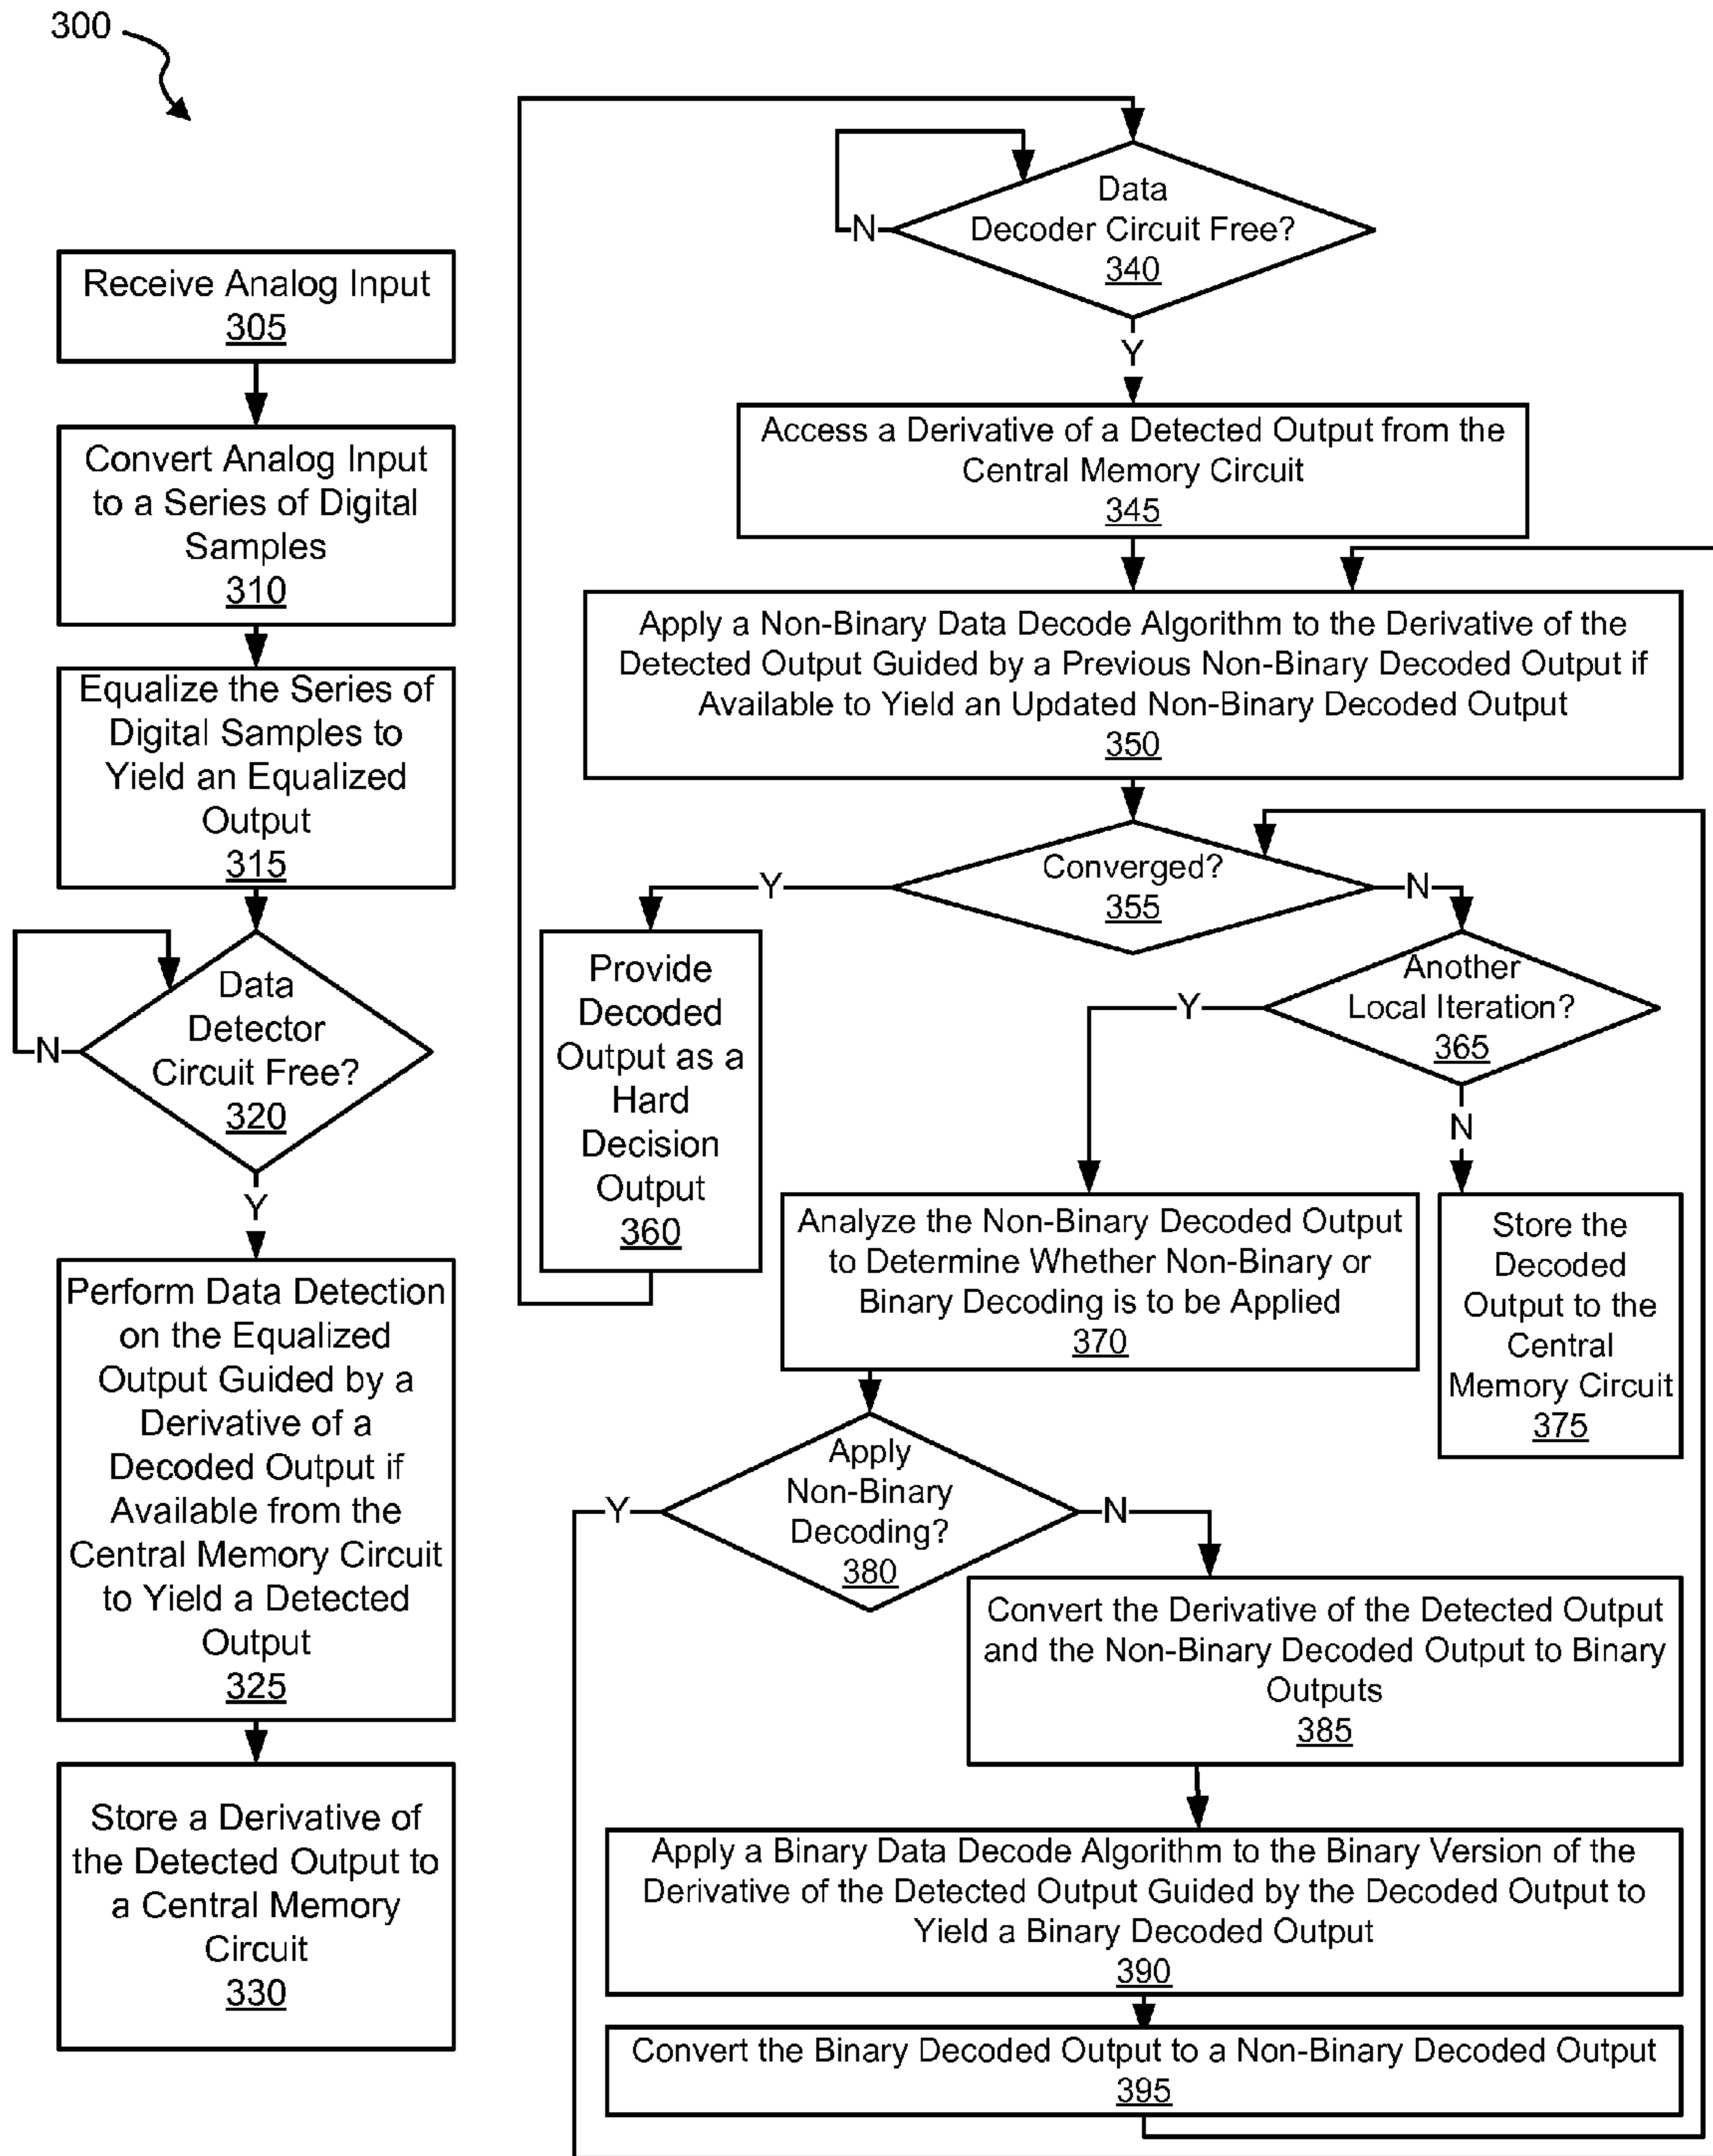 300
Receive Analog Input
305
Convert Analog Input
to a Series of Digital
Samples
310
Equalize the Series of
Digital Samples to
Yield an Equalized
Output
315
Data
Detector
Circuit Free?
320
N
Y
Perform Data Detection
on the Equalized
Output Guided by a
Derivative of a
Decoded Output if
Available from the
Central Memory Circuit
to Yield a Detected
Output
325
Store a Derivative of
the Detected Output to
a Central Memory
Circuit
330
Data
Decoder Circuit Free?
340
N
Y
Access a Derivative of a Detected Output from the
Central Memory Circuit
345
Apply a Non-Binary Data Decode Algorithm to the Derivative of the
Detected Output Guided by a Previous Non-Binary Decoded Output if
Available to Yield an Updated Non-Binary Decoded Output
350
Converged?
355
Y
N
Provide
Decoded
Output as a
Hard
Decision
Output
360
Another
Local Iteration?
365
Y
N
Analyze the Non-Binary Decoded Output
to Determine Whether Non-Binary or
Binary Decoding is to be Applied
370
Store the
Decoded
Output to the
Central
Memory Circuit
375
Apply
Non-Binary
Decoding?
380
Y
N
Convert the Derivative of the Detected Output
and the Non-Binary Decoded Output to Binary
Outputs
385
Apply a Binary Data Decode Algorithm to the Binary Version of the
Derivative of the Detected Output Guided by the Decoded Output to
Yield a Binary Decoded Output
390
Convert the Binary Decoded Output to a Non-Binary Decoded Output
395